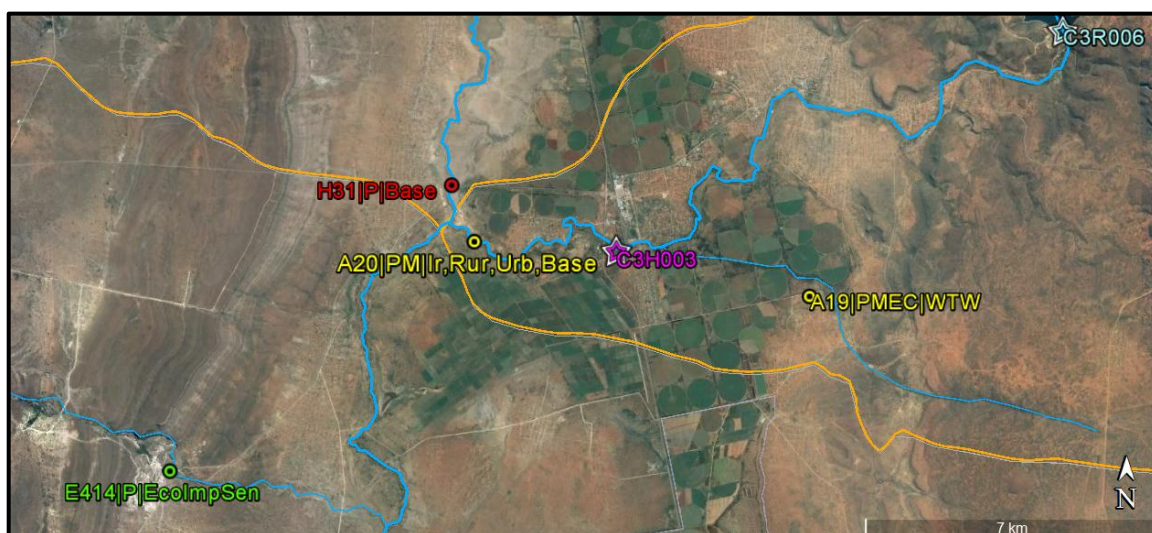 C3R006
H31|P|Base
A20|PM|Ir,Rur,Urb,Base
C3H003
A19|PMEC|WTW
E414|P|EcoImpSen
N
7 km